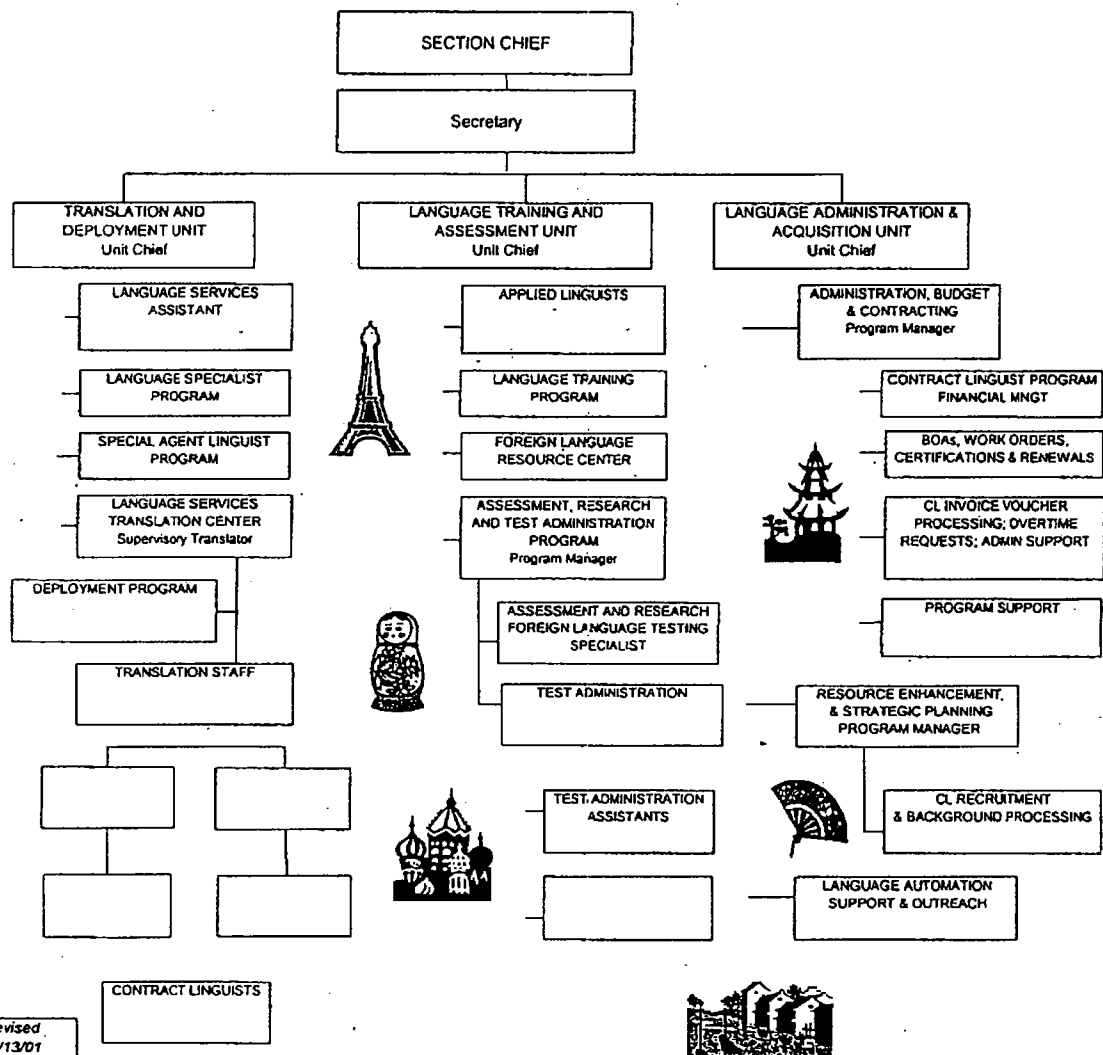 SECTION CHIEF
Secretary
TRANSLATION AND
DEPLOYMENT UNIT
Unit Chief
LANGUAGE SERVICES
ASSISTANT
LANGUAGE SPECIALIST
PROGRAM
SPECIAL AGENT LINGUIST
PROGRAM
LANGUAGE SERVICES
TRANSLATION CENTER
Supervisory Translator
DEPLOYMENT PROGRAM
TRANSLATION STAFF
CONTRACT LINGUISTS
LANGUAGE TRAINING AND
ASSESSMENT UNIT
Unit Chief
APPLIED LINGUISTS
LANGUAGE TRAINING
PROGRAM
FOREIGN LANGUAGE
RESOURCE CENTER
ASSESSMENT, RESEARCH
AND TEST ADMINISTRATION
PROGRAM
Program Manager
ASSESSMENT AND RESEARCH
FOREIGN LANGUAGE TESTING
SPECIALIST
TEST ADMINISTRATION
TEST ADMINISTRATION
ASSISTANTS
LANGUAGE ADMINISTRATION &
ACQUISITION UNIT
Unit Chief
ADMINISTRATION, BUDGET
& CONTRACTING
Program Manager
CONTRACT LINGUIST PROGRAM
FINANCIAL MNGT
BOAs, WORK ORDERS,
CERTIFICATIONS & RENEWALS
CL INVOICE VOUCHER
PROCESSING; OVERTIME
REQUESTS; ADMIN SUPPORT
PROGRAM SUPPORT
RESOURCE ENHANCEMENT,
& STRATEGIC PLANNING
PROGRAM MANAGER
CL RECRUITMENT
& BACKGROUND PROCESSING
LANGUAGE AUTOMATION
SUPPORT & OUTREACH
evised
/13/01